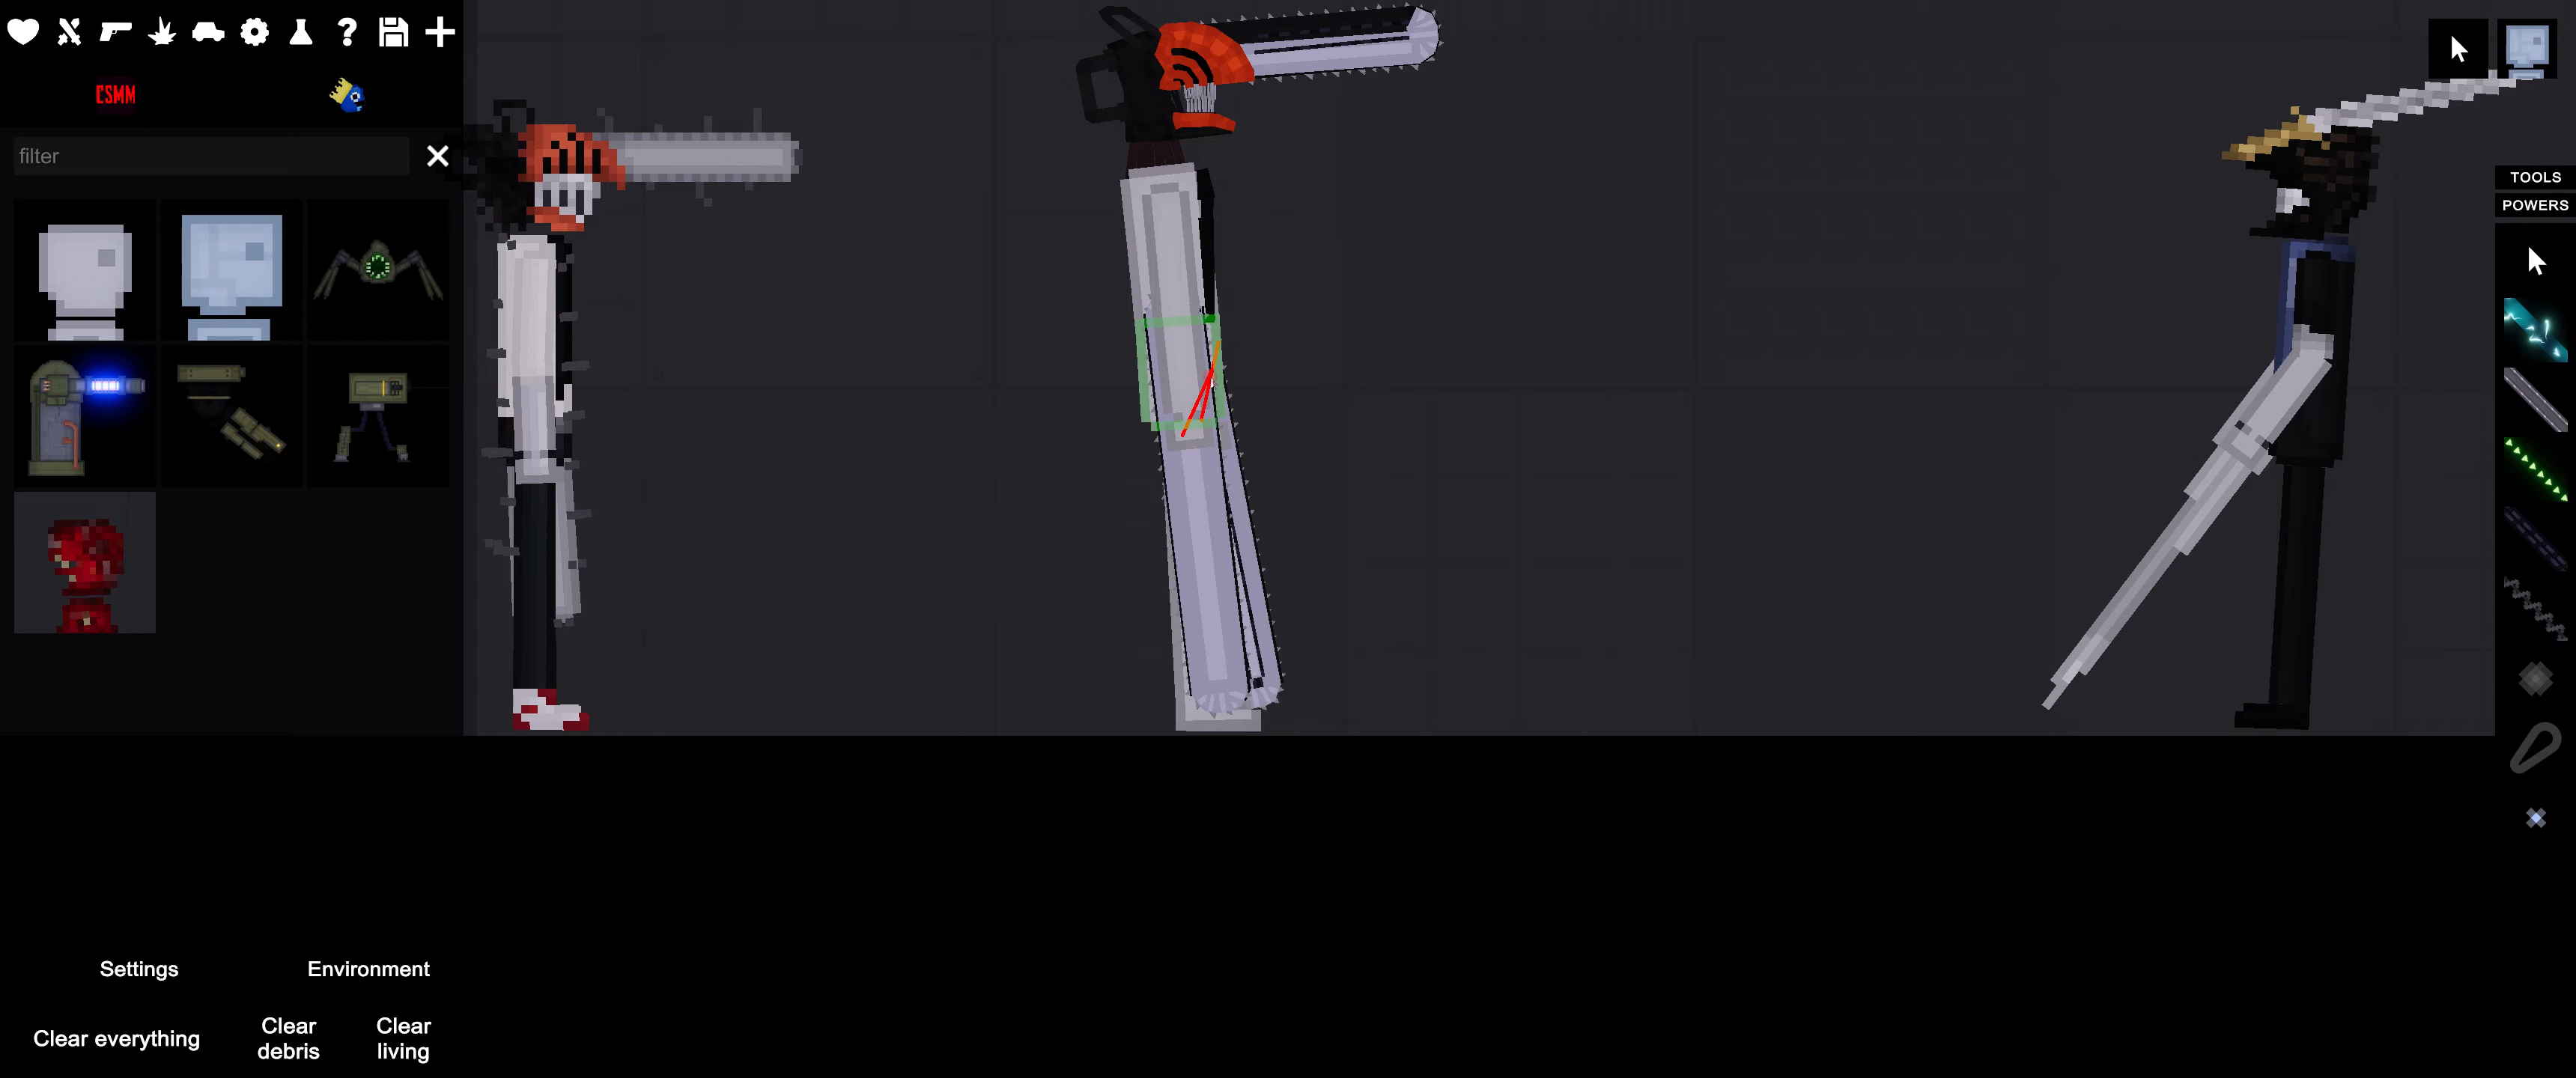 CSMM
filter
TOOLS
POWERS
Settings
Environment
Clear everything
Clear
debris
Clear
living